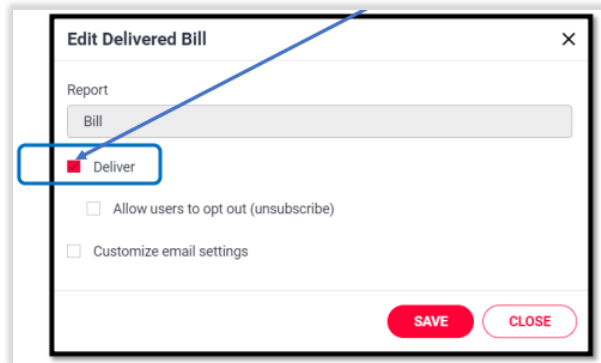 Edit Delivered Bill
Report
Bill
Deliver
Allow users to opt out (unsubscribe)
Customize email settings
SAVE CLOSE